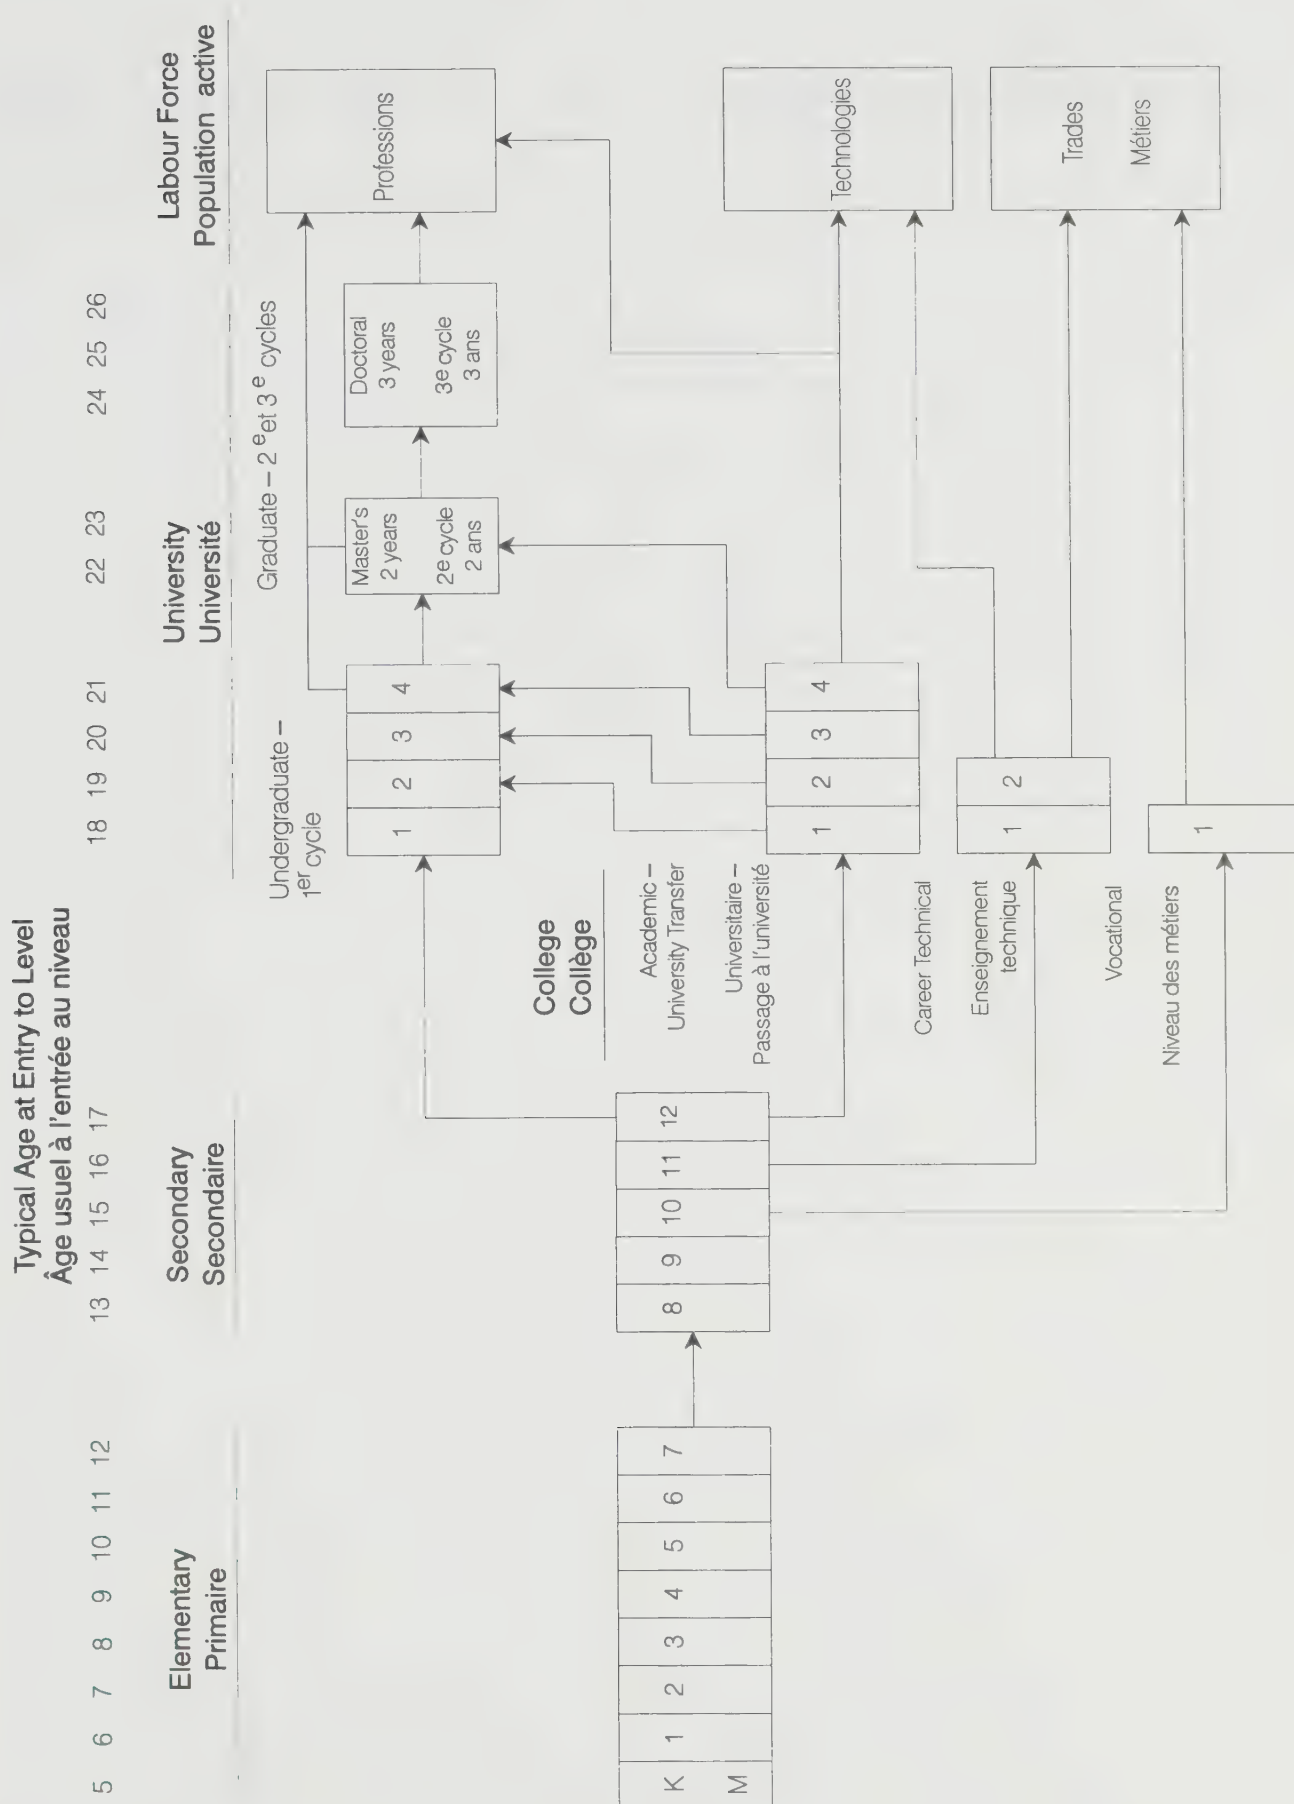 Typical Age at Entry to Level
Âge usuel à l'entrée au niveau
5 6 7 8 9 10 11 12 13 14 15 16 17 18 19 20 21 22 23 24 25 26
Elementary
Primaire
Secondary
Secondaire
University
Université
Labour Force
Population active
Undergraduate –
1er cycle
Graduate – 2e et 3e cycles
1 2 3 4
Master's
2 years
2e cycle
2 ans
Doctoral
3 years
3e cycle
3 ans
Professions
College
Collège
K 1 2 3 4 5 6 7
M
8 9 10 11 12
Academic –
University Transfer
Universitaire –
Passage à l'université
1 2 3 4
Technologies
Career Technical
Enseignement
technique
1 2
Trades
Métiers
Vocational
Niveau des métiers
1